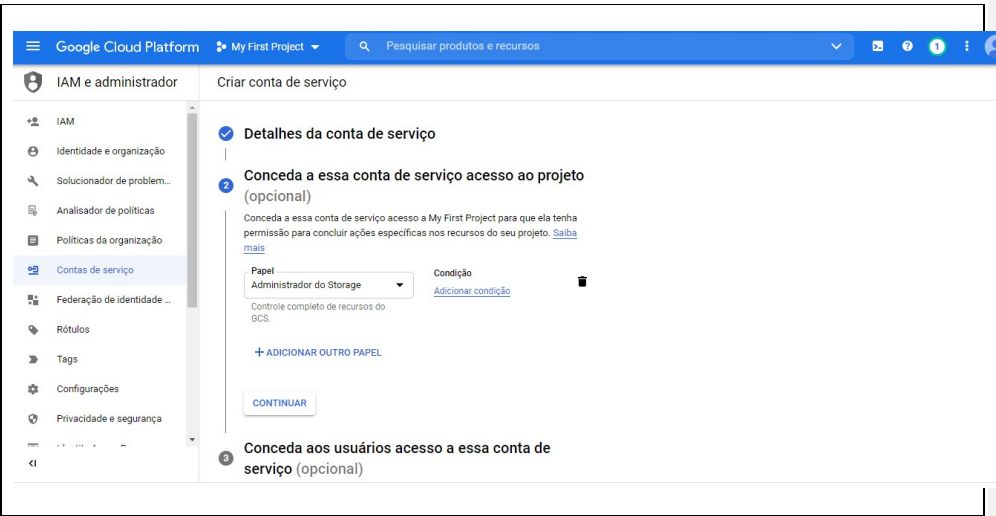 Google Cloud Platform My First Project Pesquisar produtos e recursos 1
IAM e administrador
Criar conta de serviço
IAM
Identidade e organização
Solucionador de problem...
Analisador de políticas
Políticas da organização
Contas de serviço
Federação de identidade ...
Rótulos
Tags
Configurações
Privacidade e segurança
Detalhes da conta de serviço
2
Conceda a essa conta de serviço acesso ao projeto
(opcional)
Conceda a essa conta de serviço acesso a My First Project para que ela tenha
permissão para concluir ações específicas nos recursos do seu projeto. Saiba
mais
Papel
Administrador do Storage
Condição
Adicionar condição
Controle completo de recursos do
GCS.
+ ADICIONAR OUTRO PAPEL
CONTINUAR
3
Conceda aos usuários acesso a essa conta de
serviço (opcional)